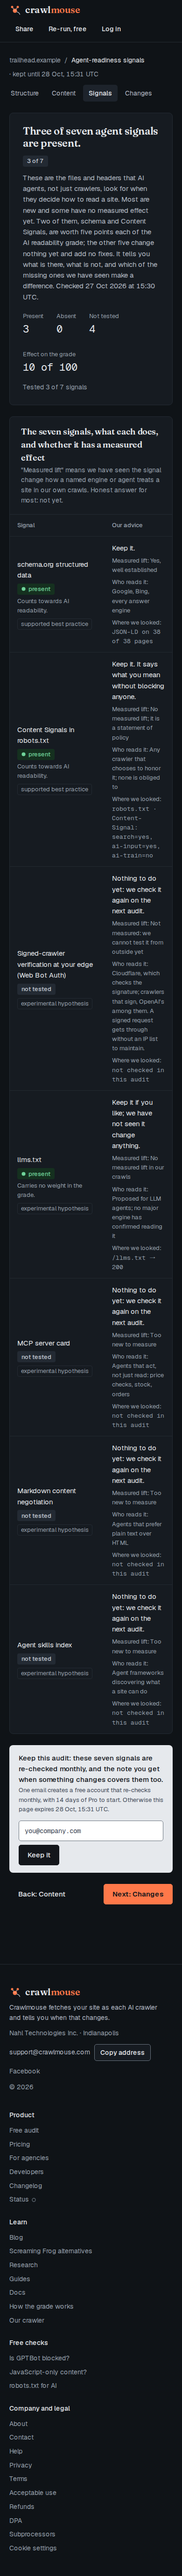 crawlmouse
Share Re-run, free Log in
trailhead.example / Agent-readiness signals
· kept until 28 Oct, 15:31 UTC
Structure Content Signals Changes
Three of seven agent signals
are present.
3 of 7
These are the files and headers that AI
agents, not just crawlers, look for when
they decide how to read a site. Most are
new and some have no measured effect
yet. Two of them, schema and Content
Signals, are worth five points each of the
AI readability grade; the other five change
nothing yet and add no fixes. It tells you
what is there, what is not, and which of the
missing ones we have seen make a
difference. Checked 27 Oct 2026 at 15:30
UTC.
Present Absent Not tested
3 0 4
Effect on the grade
10 of 100
Tested 3 of 7 signals
The seven signals, what each does,
and whether it has a measured
effect
"Measured lift" means we have seen the signal
change how a named engine or agent treats a
site in our own crawls. Honest answer for
most: not yet.
Signal Our advice
schema.org structured
data
present
Counts towards AI
readability.
supported best practice
Keep it.
Measured lift: Yes,
well established
Who reads it:
Google, Bing,
every answer
engine
Where we looked:
JSON-LD on 38
of 38 pages
Content Signals in
robots.txt
present
Counts towards AI
readability.
supported best practice
Keep it. It says
what you mean
without blocking
anyone.
Measured lift: No
measured lift; it is
a statement of
policy
Who reads it: Any
crawler that
chooses to honor
it; none is obliged
to
Where we looked:
robots.txt ·
Content-
Signal:
search=yes,
ai-input=yes,
ai-train=no
Signed-crawler
verification at your edge
(Web Bot Auth)
not tested
experimental hypothesis
Nothing to do
yet; we check it
again on the
next audit.
Measured lift: Not
measured: we
cannot test it from
outside yet
Who reads it:
Cloudflare, which
checks the
signature; crawlers
that sign, OpenAI's
among them. A
signed request
gets through
without an IP list
to maintain.
Where we looked:
not checked in
this audit
llms.txt
present
Carries no weight in the
grade.
experimental hypothesis
Keep it if you
like; we have
not seen it
change
anything.
Measured lift: No
measured lift in our
crawls
Who reads it:
Proposed for LLM
agents; no major
engine has
confirmed reading
it
Where we looked:
/llms.txt →
200
MCP server card
not tested
experimental hypothesis
Nothing to do
yet; we check it
again on the
next audit.
Measured lift: Too
new to measure
Who reads it:
Agents that act,
not just read: price
checks, stock,
orders
Where we looked:
not checked in
this audit
Markdown content
negotiation
not tested
experimental hypothesis
Nothing to do
yet; we check it
again on the
next audit.
Measured lift: Too
new to measure
Who reads it:
Agents that prefer
plain text over
HTML
Where we looked:
not checked in
this audit
Agent skills index
not tested
experimental hypothesis
Nothing to do
yet; we check it
again on the
next audit.
Measured lift: Too
new to measure
Who reads it:
Agent frameworks
discovering what
a site can do
Where we looked:
not checked in
this audit
Keep this audit: these seven signals are
re-checked monthly, and the note you get
when something changes covers them too.
One email creates a free account that re-checks
monthly, with 14 days of Pro to start. Otherwise this
page expires 28 Oct, 15:31 UTC.
you@company.com
Keep it
Back: Content Next: Changes
crawlmouse
Crawlmouse fetches your site as each AI crawler
and tells you when that changes.
Nahi Technologies Inc. · Indianapolis
support@crawlmouse.com Copy address
Facebook
© 2026
Product
Free audit
Pricing
For agencies
Developers
Changelog
Status
Learn
Blog
Screaming Frog alternatives
Research
Guides
Docs
How the grade works
Our crawler
Free checks
Is GPTBot blocked?
JavaScript-only content?
robots.txt for AI
Company and legal
About
Contact
Help
Privacy
Terms
Acceptable use
Refunds
DPA
Subprocessors
Cookie settings